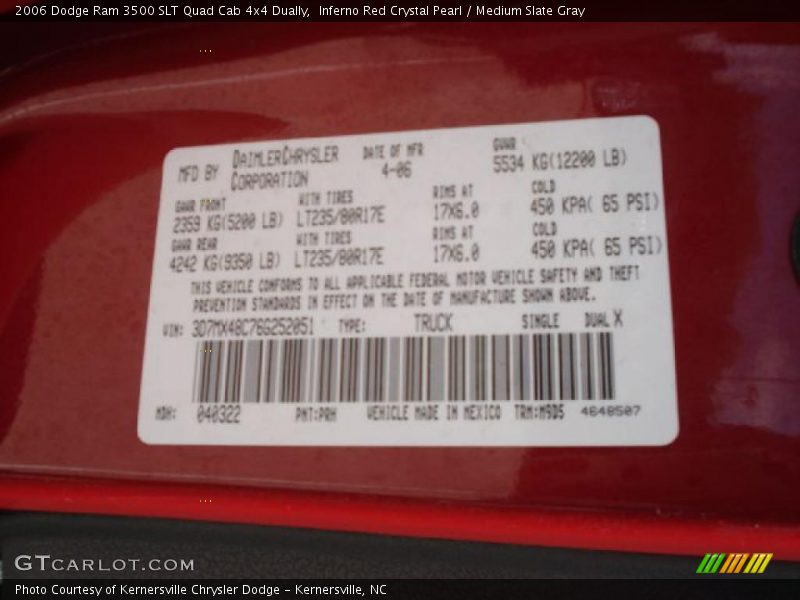 2006 Dodge Ram 3500 SLT Quad Cab 4x4 Dually,  Inferno Red Crystal Pearl / Medium Slate Gray
MFD BY DAIMLERCHRYSLER CORPORATION DATE OF MFR 4-06 GVWR 5534 KG(12200 LB)
GAWR FRONT WITH TIRES RIMS AT COLD
2359 KG(5200 LB) LT235/80R17E 17X6.0 450 KPA( 65 PSI)
GAWR REAR WITH TIRES RIMS AT COLD
4242 KG(9350 LB) LT235/80R17E 17X6.0 450 KPA( 65 PSI)
THIS VEHICLE CONFORMS TO ALL APPLICABLE FEDERAL MOTOR VEHICLE SAFETY AND THEFT
PREVENTION STANDARDS IN EFFECT ON THE DATE OF MANUFACTURE SHOWN ABOVE.
VIN: 3D7MX48C76G252051 TYPE: TRUCK SINGLE DUAL X
MDH: 040322 PNT:PRH VEHICLE MADE IN MEXICO TRM:M9D5 4648507
GTCARLOT.COM
Photo Courtesy of Kernersville Chrysler Dodge - Kernersville, NC